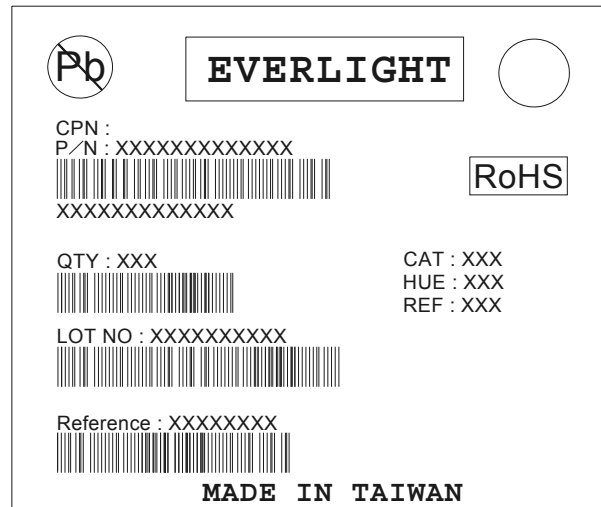 Pb
EVERLIGHT
CPN :
P/N : XXXXXXXXXXXXX
RoHS
XXXXXXXXXXXXX
QTY : XXX
CAT : XXX
HUE : XXX
REF : XXX
LOT NO : XXXXXXXXXX
Reference : XXXXXXXX
MADE IN TAIWAN